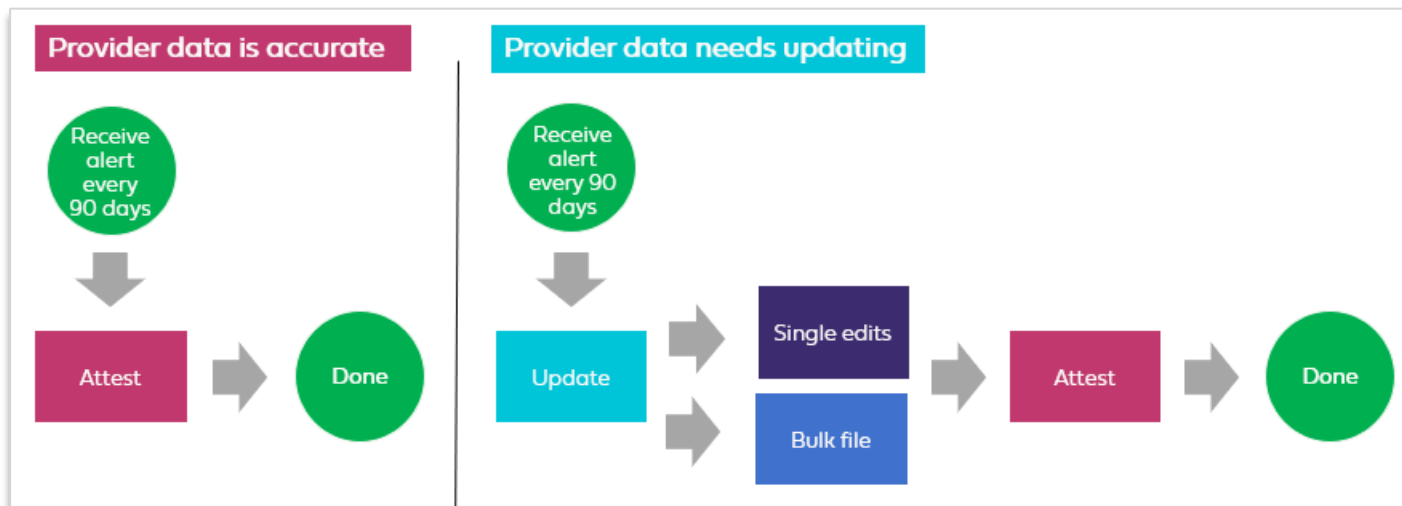 Provider data is accurate
Receive
alert
every
90 days
Attest
Done
Provider data needs updating
Receive
alert
every 90
days
Update
Single edits
Bulk file
Attest
Done